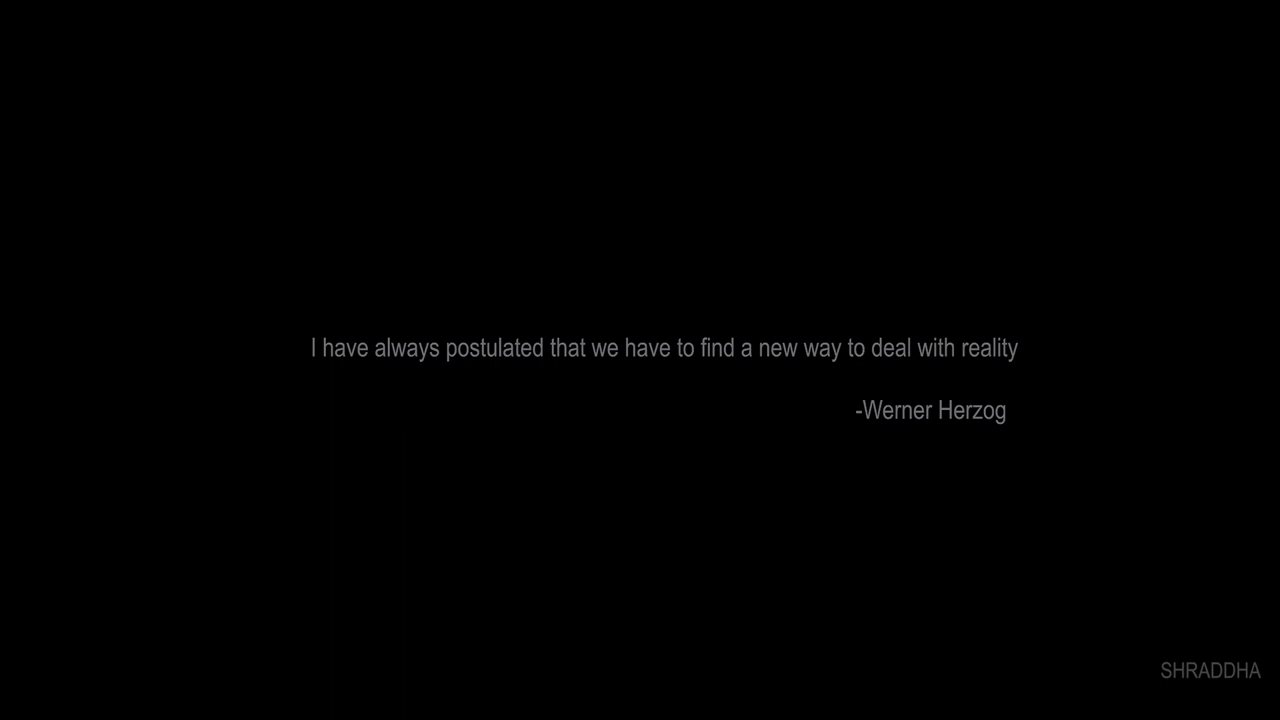 I have always postulated that we have to find a new way to deal with reality
-Werner Herzog
SHRADDHA